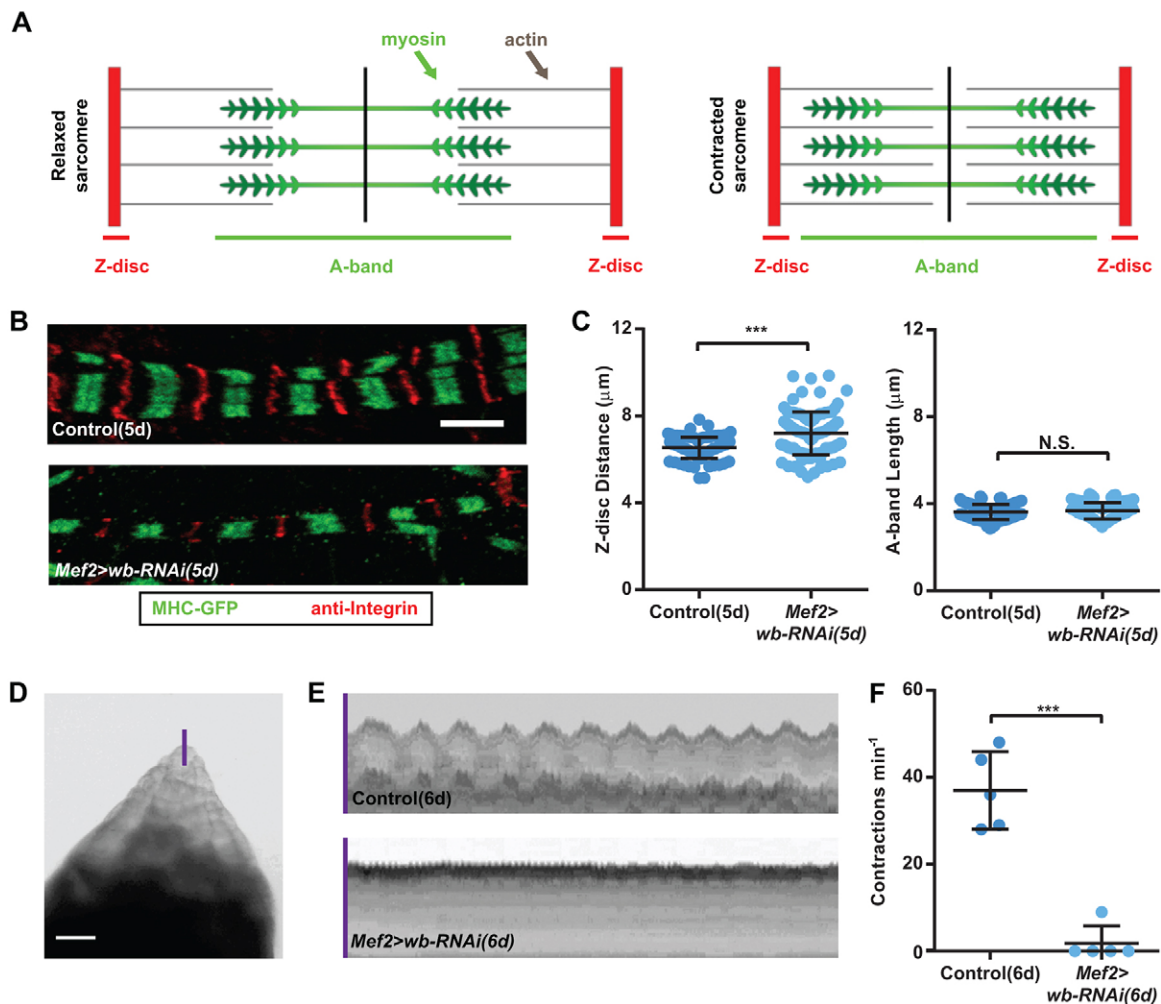 A
myosin
actin
Relaxed
sarcomere
Z-disc
A-band
Z-disc
Contracted
sarcomere
Z-disc
A-band
Z-disc
B
Control(5d)
Mef2>wb-RNAi(5d)
MHC-GFP anti-Integrin
C
12
8
4
0
Z-disc Distance (μm)
***
Control(5d)
Mef2>
wb-RNAi(5d)
12
8
4
0
A-band Length (μm)
N.S.
Control(5d)
Mef2>
wb-RNAi(5d)
D
E
Control(6d)
Mef2>wb-RNAi(6d)
F
60
40
20
0
Contractions min-1
***
Control(6d)
Mef2>
wb-RNAi(6d)